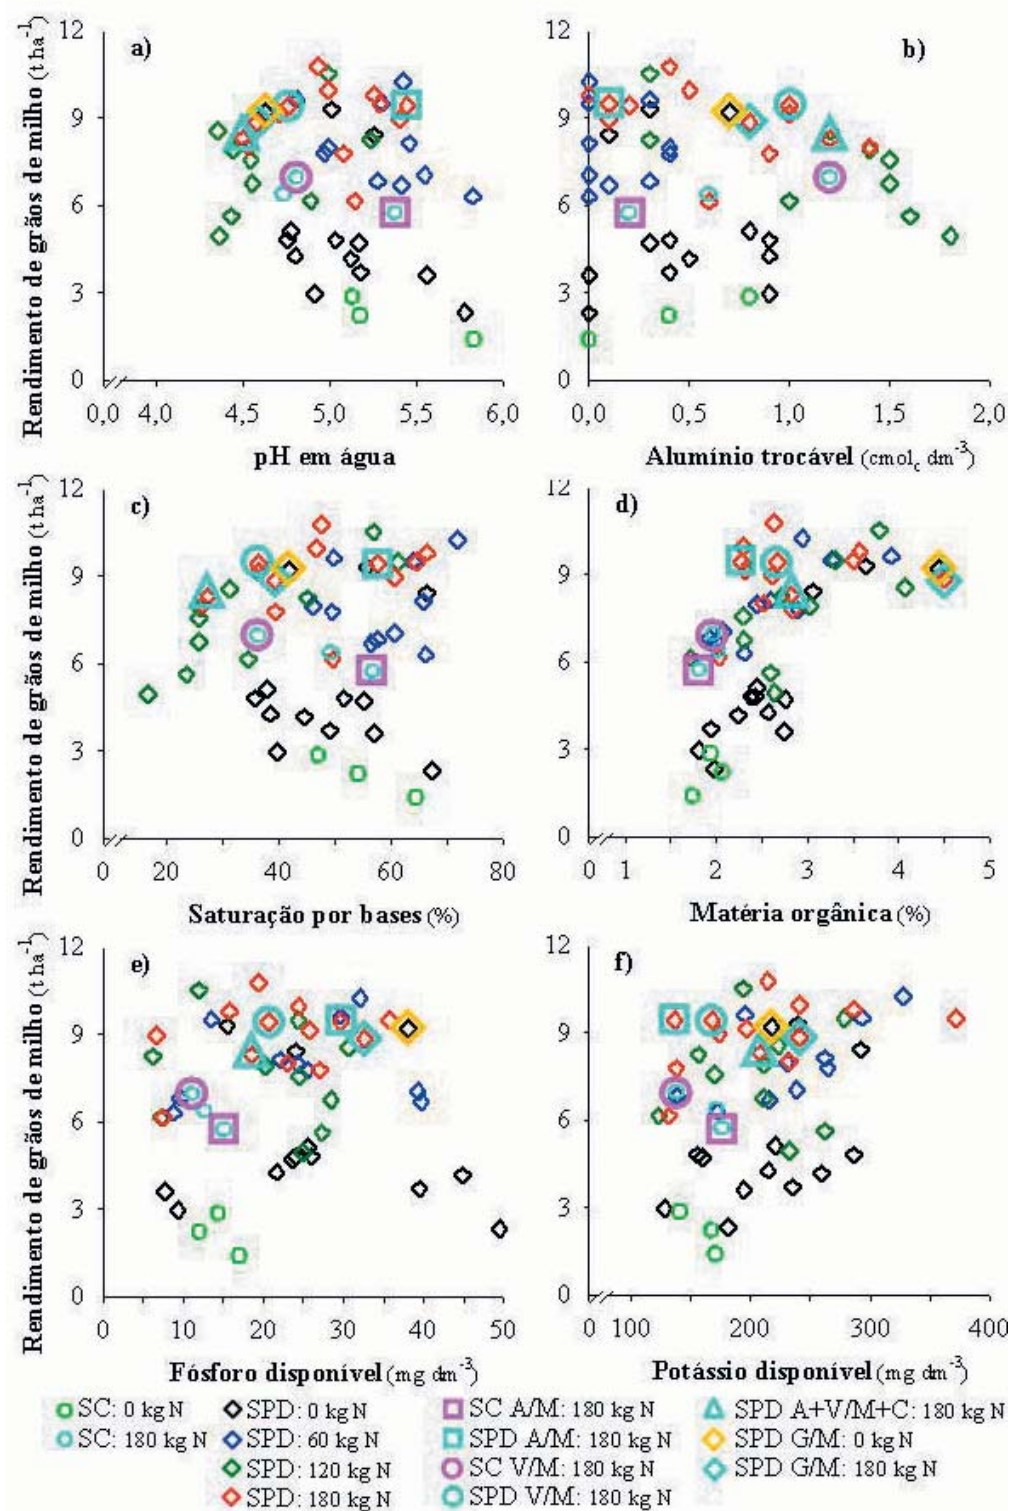 Rendimento de grãos de milho (t ha⁻¹)
12
9
6
3
0
a)
0,0
4,0
4,5
5,0
5,5
6,0
pH em água
12
9
6
3
0
b)
0,0
0,5
1,0
1,5
2,0
Alumínio trocável (cmol꜀ dm⁻³)
Rendimento de grãos de milho (t ha⁻¹)
12
9
6
3
0
c)
0
20
40
60
80
Saturação por bases (%)
12
9
6
3
0
d)
0
1
2
3
4
5
Matéria orgânica (%)
Rendimento de grãos de milho (t ha⁻¹)
12
9
6
3
0
e)
0
10
20
30
40
50
Fósforo disponível (mg dm⁻³)
12
9
6
3
0
f)
0
100
200
300
400
Potássio disponível (mg dm⁻³)
SC: 0 kg N
SC: 180 kg N
SPD: 0 kg N
SPD: 60 kg N
SPD: 120 kg N
SPD: 180 kg N
SC A/M: 180 kg N
SPD A/M: 180 kg N
SC V/M: 180 kg N
SPD V/M: 180 kg N
SPD A+V/M+C: 180 kg N
SPD G/M: 0 kg N
SPD G/M: 180 kg N